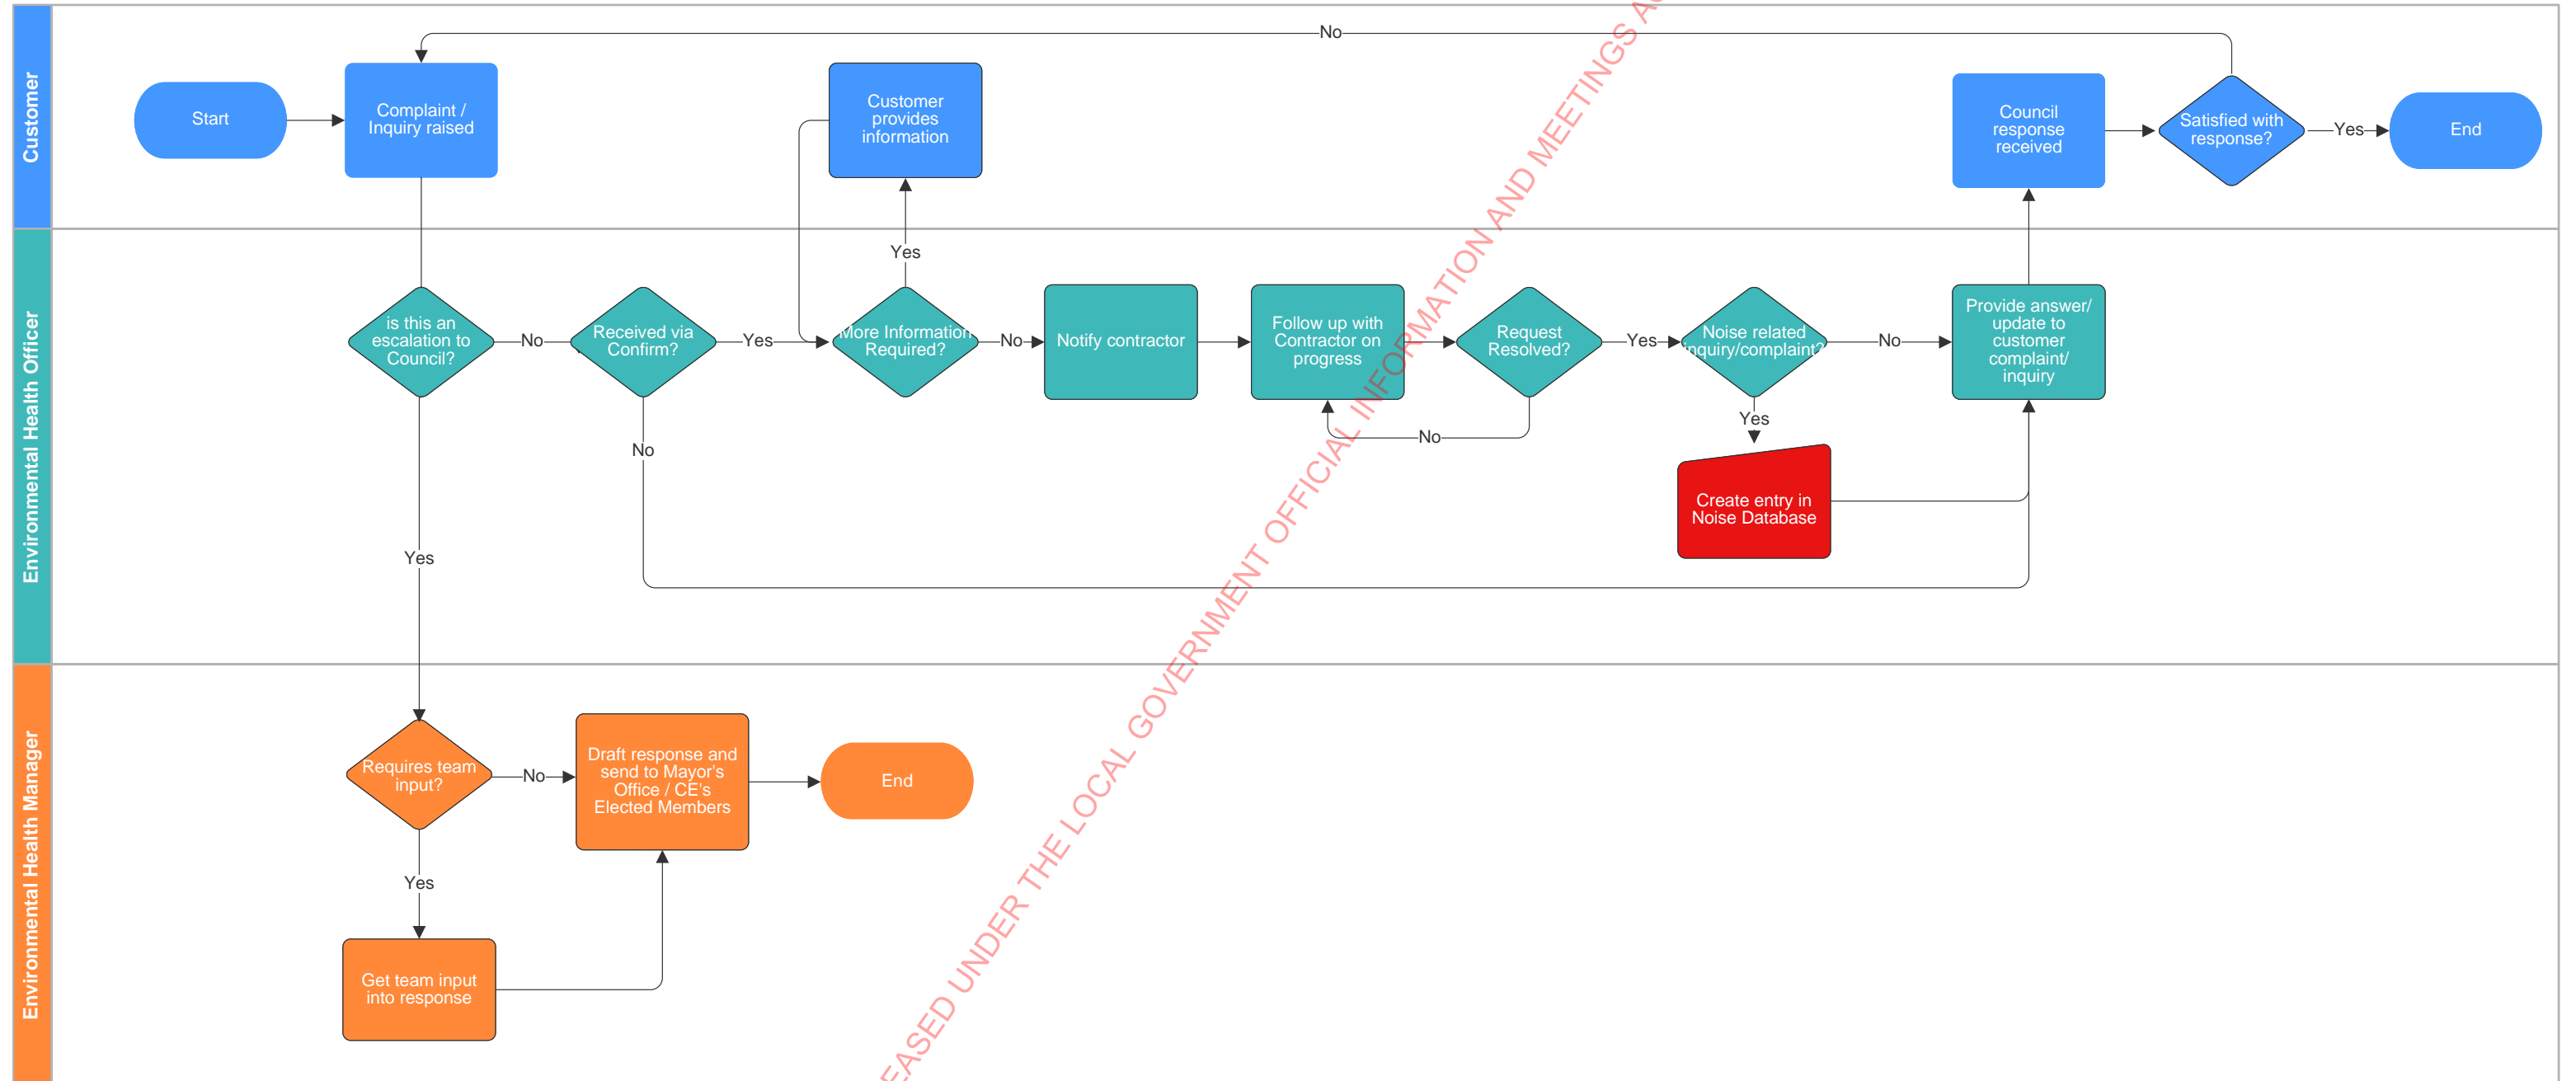 Customer
No
Start
Complaint /
Inquiry raised
Customer
provides
information
Council
response
received
Satisfied with
response?
Yes
End
Environmental Health Officer
Yes
is this an
escalation to
Council?
No
Received via
Confirm?
Yes
More Information
Required?
No
Notify contractor
Follow up with
Contractor on
progress
Request
Resolved?
Yes
Noise related
inquiry/complaint?
No
Provide answer/
update to
customer
complaint/
inquiry
No
Yes
No
Create entry in
Noise Database
Yes
Environmental Health Manager
Requires team
input?
No
Draft response and
send to Mayor's
Office / CE's
Elected Members
End
Yes
Get team input
into response
EASED UNDER THE LOCAL GOVERNMENT OFFICIAL INFORMATION AND MEETINGS A